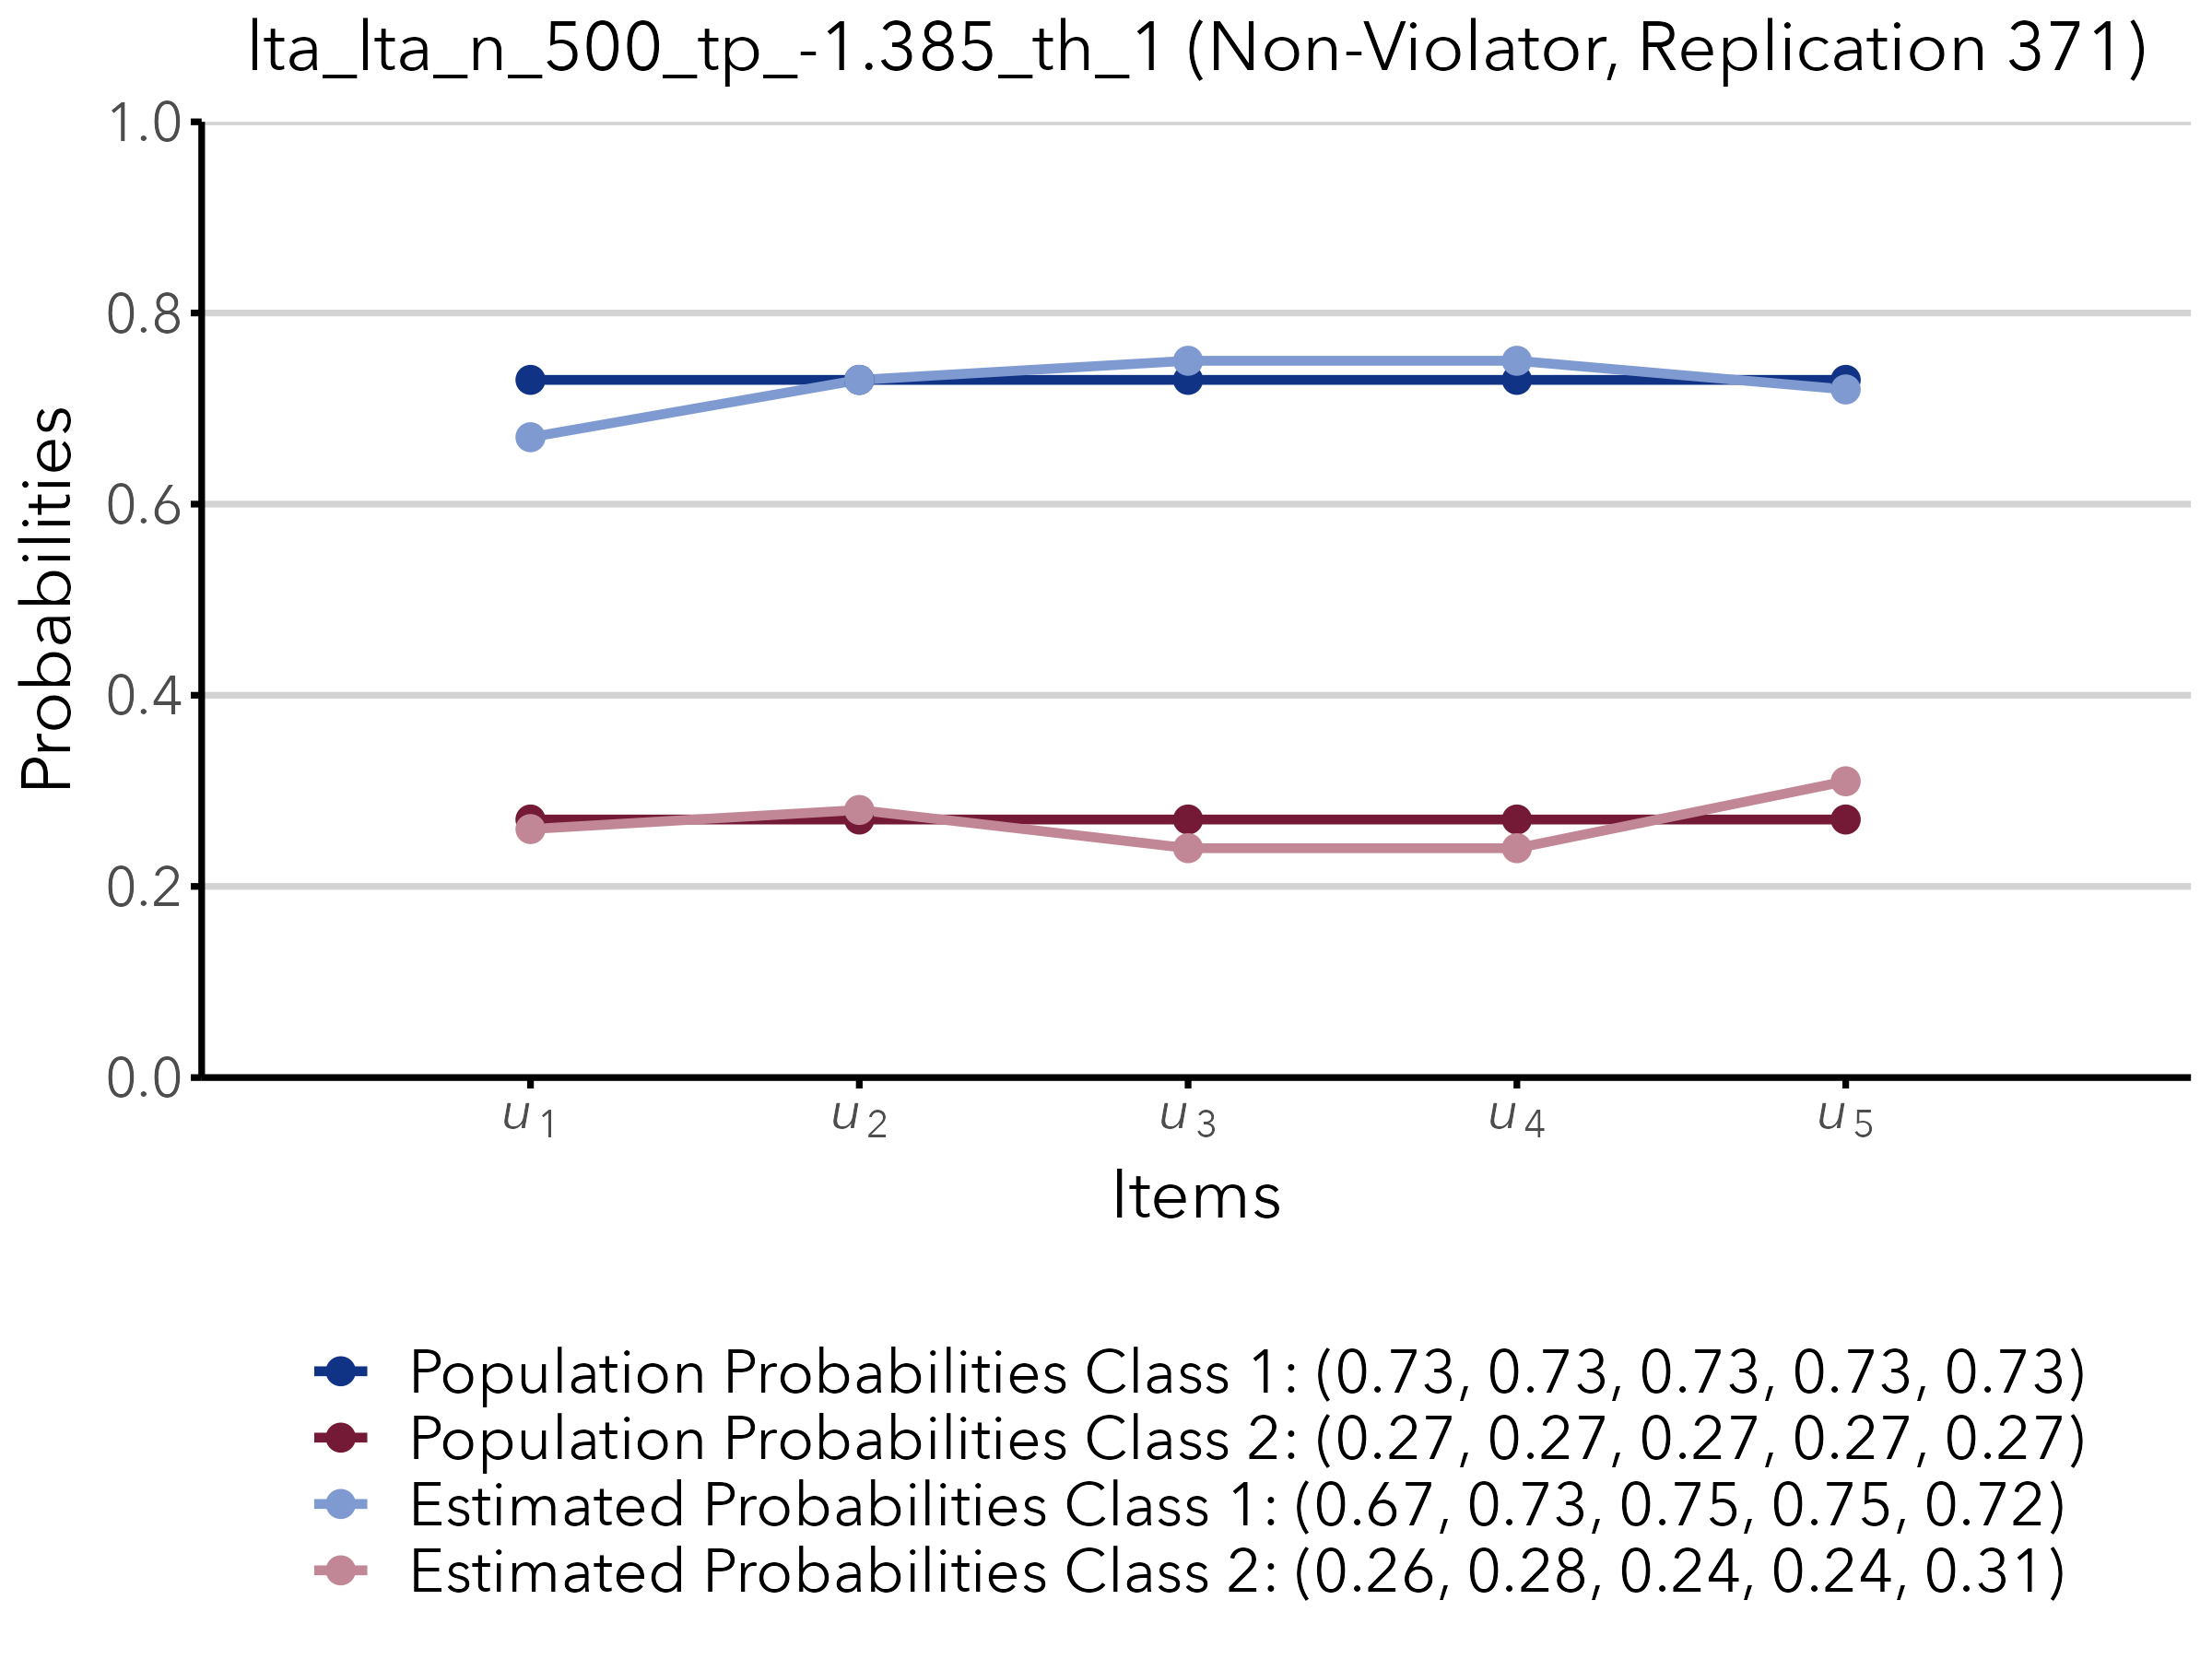 lta_lta_n_500_tp_-1.385_th_1 (Non-Violator, Replication 371)
1.0
0.8
0.6
0.4
0.2
0.0
Probabilities
u1 u2 u3 u4 u5
Items
Population Probabilities Class 1: (0.73, 0.73, 0.73, 0.73, 0.73)
Population Probabilities Class 2: (0.27, 0.27, 0.27, 0.27, 0.27)
Estimated Probabilities Class 1: (0.67, 0.73, 0.75, 0.75, 0.72)
Estimated Probabilities Class 2: (0.26, 0.28, 0.24, 0.24, 0.31)